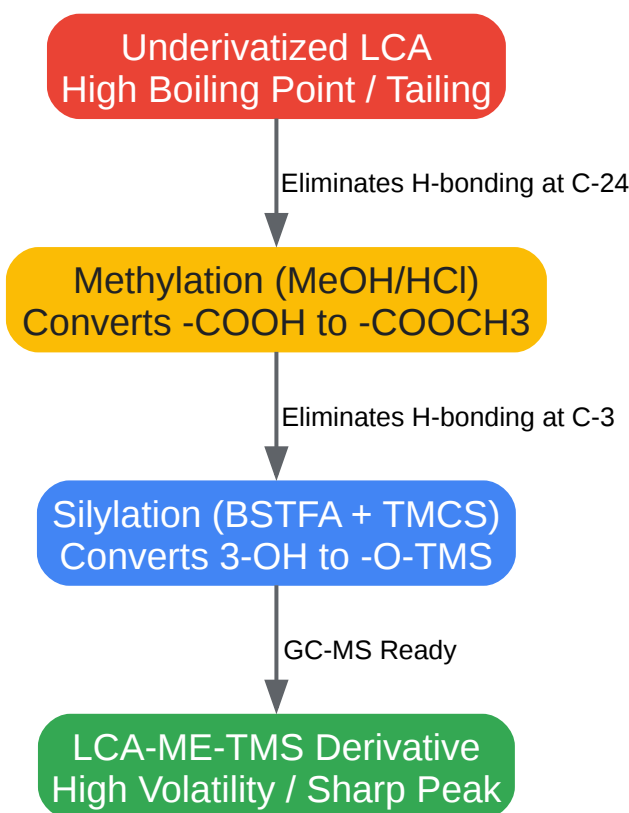 Underivatized LCA
High Boiling Point / Tailing
Eliminates H-bonding at C-24
Methylation (MeOH/HCl)
Converts -COOH to -COOCH3
Eliminates H-bonding at C-3
Silylation (BSTFA + TMCS)
Converts 3-OH to -O-TMS
GC-MS Ready
LCA-ME-TMS Derivative
High Volatility / Sharp Peak